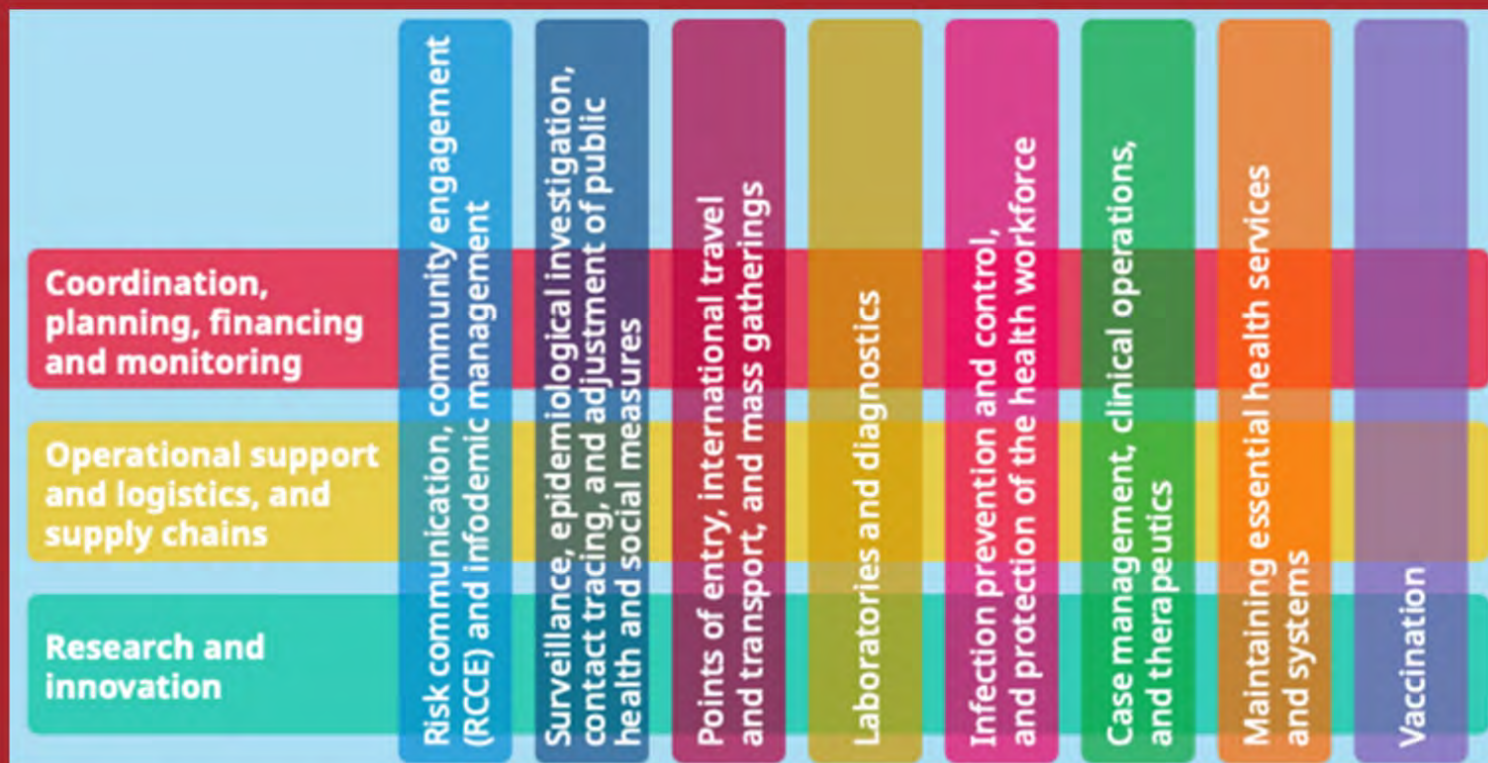 Coordination,
planning, financing
and monitoring
Operational support
and logistics, and
supply chains
Research and
innovation
Risk communication, community engagement
(RCCE) and infodemic management
Surveillance, epidemiological investigation,
contact tracing, and adjustment of public
health and social measures
Points of entry, international travel
and transport, and mass gatherings
Laboratories and diagnostics
Infection prevention and control,
and protection of the health workforce
Case management, clinical operations,
and therapeutics
Maintaining essential health services
and systems
Vaccination